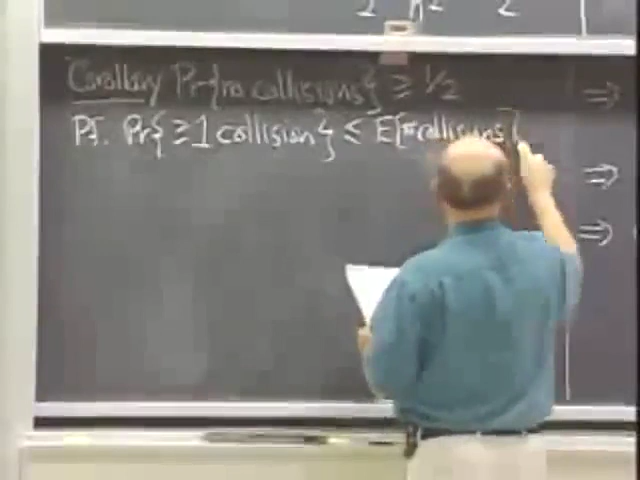 Corollary Pr{no collisions} ≥ 1/2 ⇒
Pf. Pr{≥1 collision} ≤ E[#collisions]
⇒
⇒